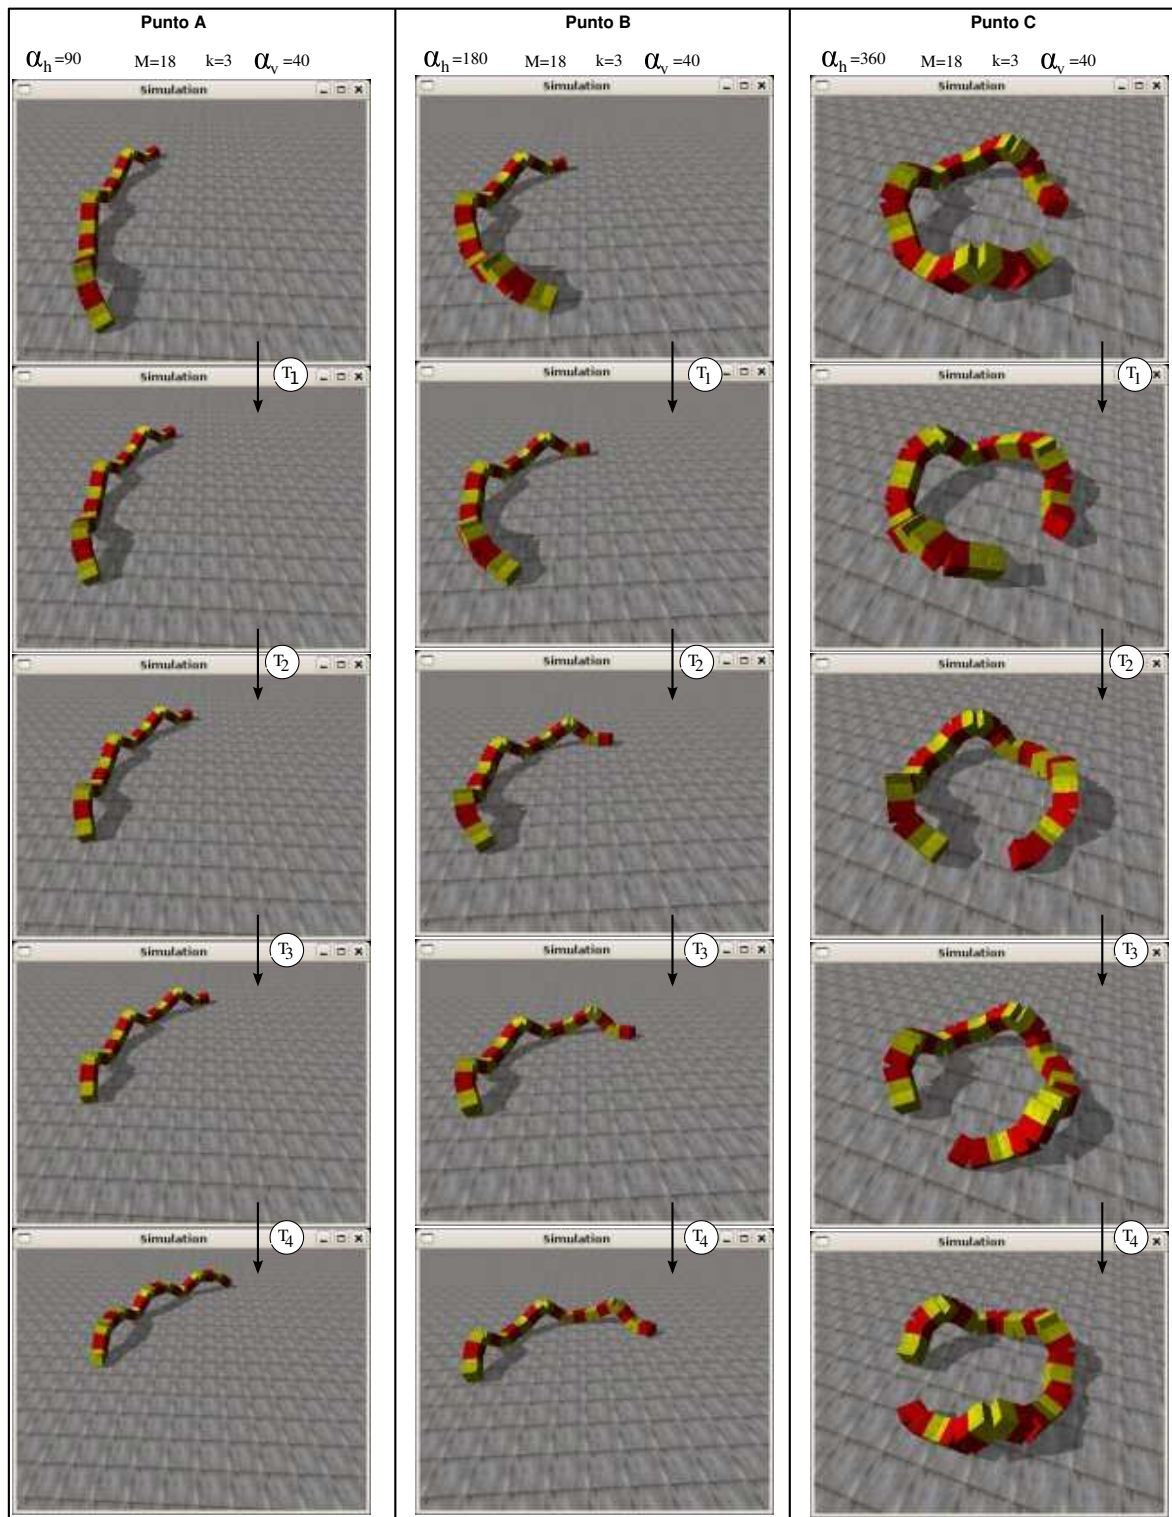 Punto A
Punto B
Punto C
αh=90 M=18 k=3 αv=40
αh=180 M=18 k=3 αv=40
αh=360 M=18 k=3 αv=40
Simulation
Simulation
Simulation
T1
T1
T1
Simulation
Simulation
Simulation
T2
T2
T2
Simulation
Simulation
Simulation
T3
T3
T3
Simulation
Simulation
Simulation
T4
T4
T4
Simulation
Simulation
Simulation